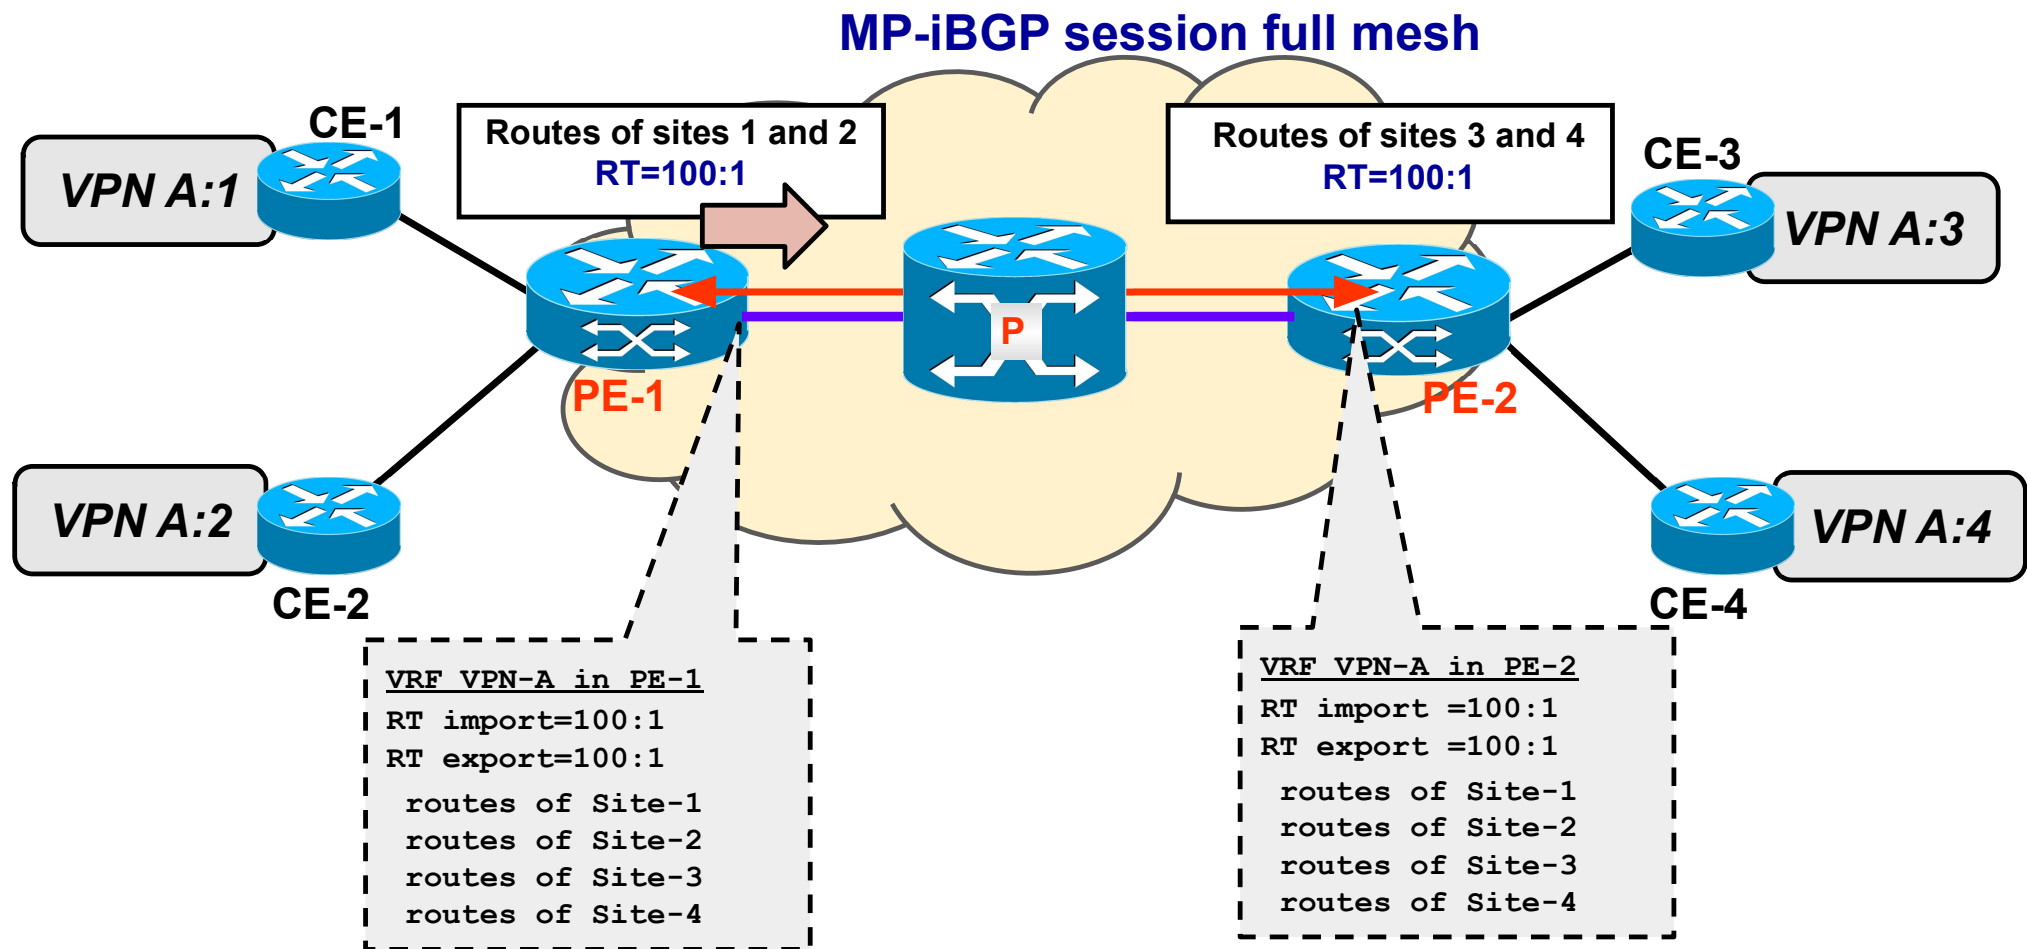 MP-iBGP session full mesh
CE-1
Routes of sites 1 and 2
RT=100:1
Routes of sites 3 and 4
RT=100:1
CE-3
VPN A:1
VPN A:3
P
PE-1
PE-2
VPN A:2
VPN A:4
CE-2
CE-4
VRF VPN-A in PE-1
RT import=100:1
RT export=100:1
routes of Site-1
routes of Site-2
routes of Site-3
routes of Site-4
VRF VPN-A in PE-2
RT import =100:1
RT export =100:1
routes of Site-1
routes of Site-2
routes of Site-3
routes of Site-4